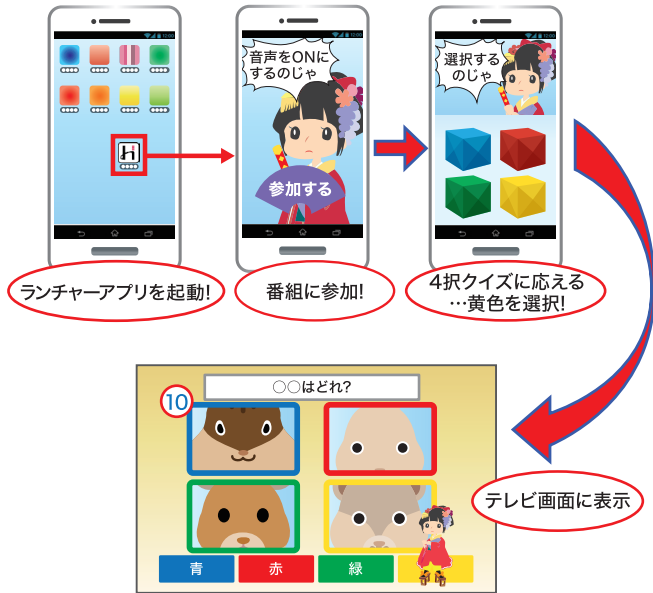 音声をONに
するのじゃ
参加する
選択する
のじゃ
ランチャーアプリを起動!
番組に参加!
4択クイズに応える
…黄色を選択!
○○はどれ?
10
テレビ画面に表示
青
赤
緑